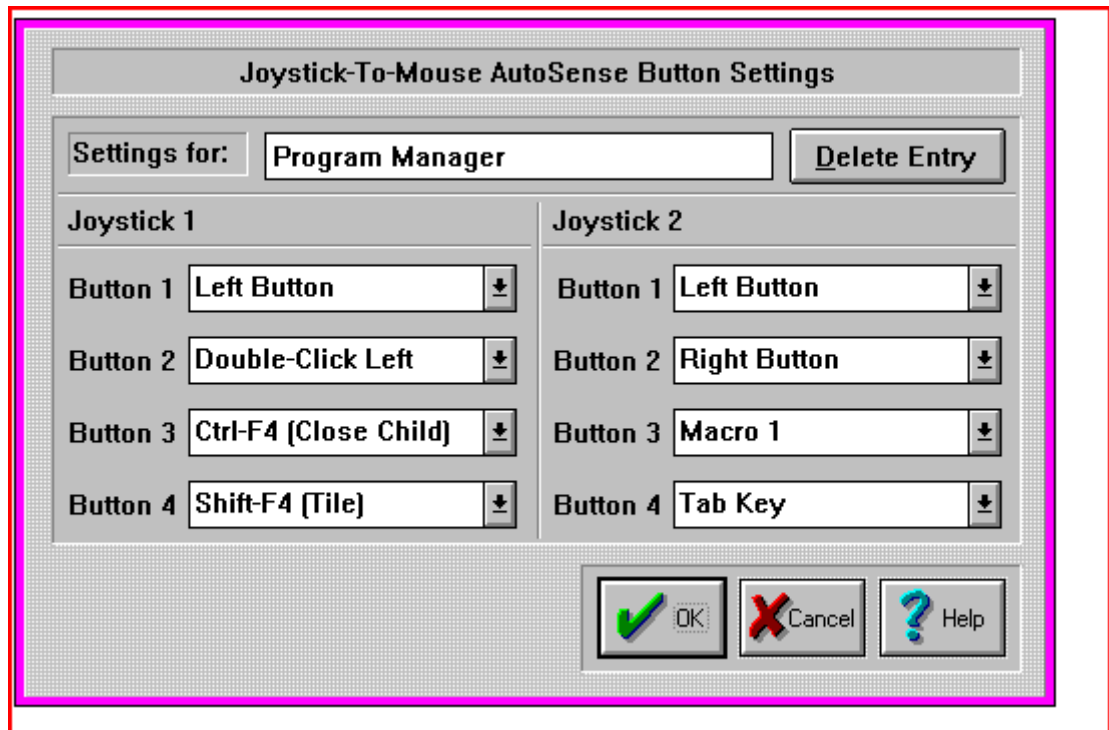 Joystick-To-Mouse AutoSense Button Settings
Settings for: Program Manager Delete Entry
Joystick 1 Joystick 2
Button 1 Left Button Button 1 Left Button
Button 2 Double-Click Left Button 2 Right Button
Button 3 Ctrl-F4 (Close Child) Button 3 Macro 1
Button 4 Shift-F4 (Tile) Button 4 Tab Key
OK Cancel Help